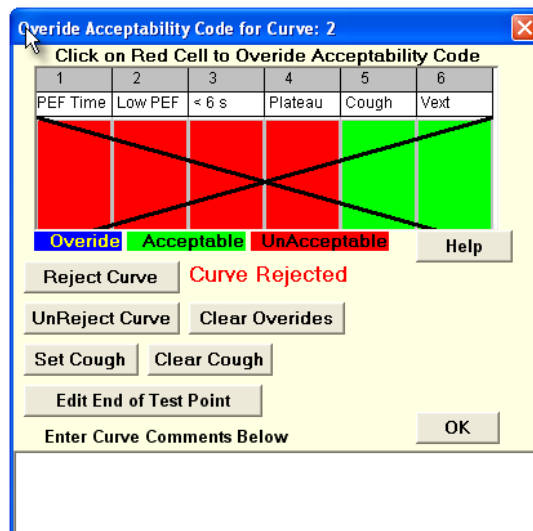 Overide Acceptability Code for Curve: 2
Click on Red Cell to Overide Acceptability Code
1 2 3 4 5 6
PEF Time Low PEF < 6 s Plateau Cough Vext
Overide Acceptable UnAcceptable Help
Reject Curve Curve Rejected
UnReject Curve Clear Overides
Set Cough Clear Cough
Edit End of Test Point
OK
Enter Curve Comments Below